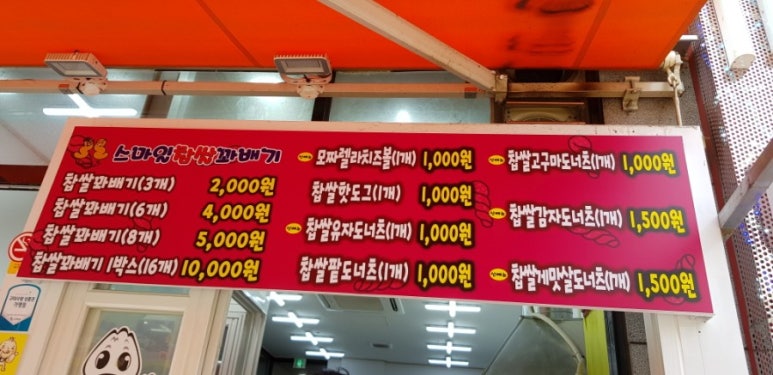 스마일찹쌀꽈배기
찹쌀꽈배기(3개) 2,000원
찹쌀꽈배기(6개) 4,000원
찹쌀꽈배기(8개) 5,000원
찹쌀꽈배기 1박스(16개) 10,000원
모짜렐라치즈볼(1개) 1,000원
찹쌀핫도그(1개) 1,000원
찹쌀유자도너츠(1개) 1,000원
찹쌀팥도너츠(1개) 1,000원
찹쌀고구마도너츠(1개) 1,000원
찹쌀감자도너츠(1개) 1,500원
찹쌀게맛살도너츠(1개) 1,500원